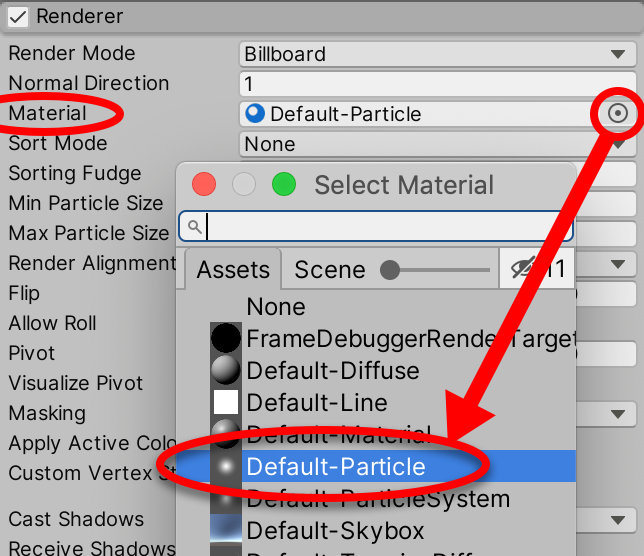 Renderer
Render Mode Billboard
Normal Direction 1
Material Default-Particle
Sort Mode None
Sorting Fudge
Min Particle Size
Max Particle Size
Render Alignment
Flip
Allow Roll
Pivot
Visualize Pivot
Masking
Apply Active Colo
Custom Vertex St
Cast Shadows
Receive Shadows
Select Material
Assets Scene 11
None
FrameDebuggerRenderTarget
Default-Diffuse
Default-Line
Default-Material
Default-Particle
Default-ParticleSystem
Default-Skybox